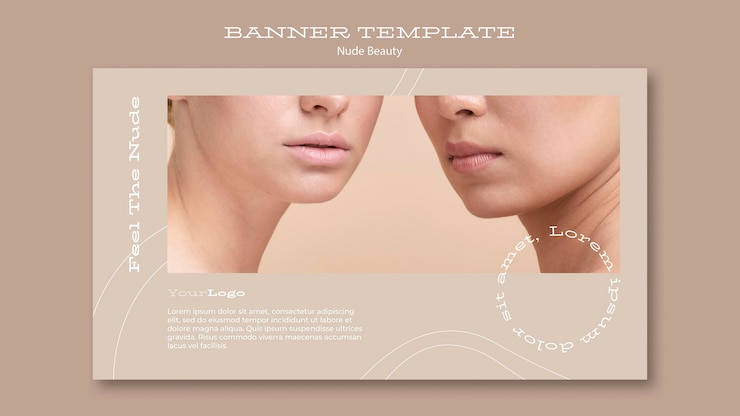 BANNER TEMPLATE
Nude Beauty
Feel The Nude
YourLogo
Lorem ipsum dolor sit amet, consectetur adipiscing
elit, sed do eiusmod tempor incididunt ut labore et
dolore magna aliqua. Quis ipsum suspendisse ultrices
gravida. Risus commodo viverra maecenas accumsan
lacus vel facilisis.
Lorem ipsum dolor sit amet,